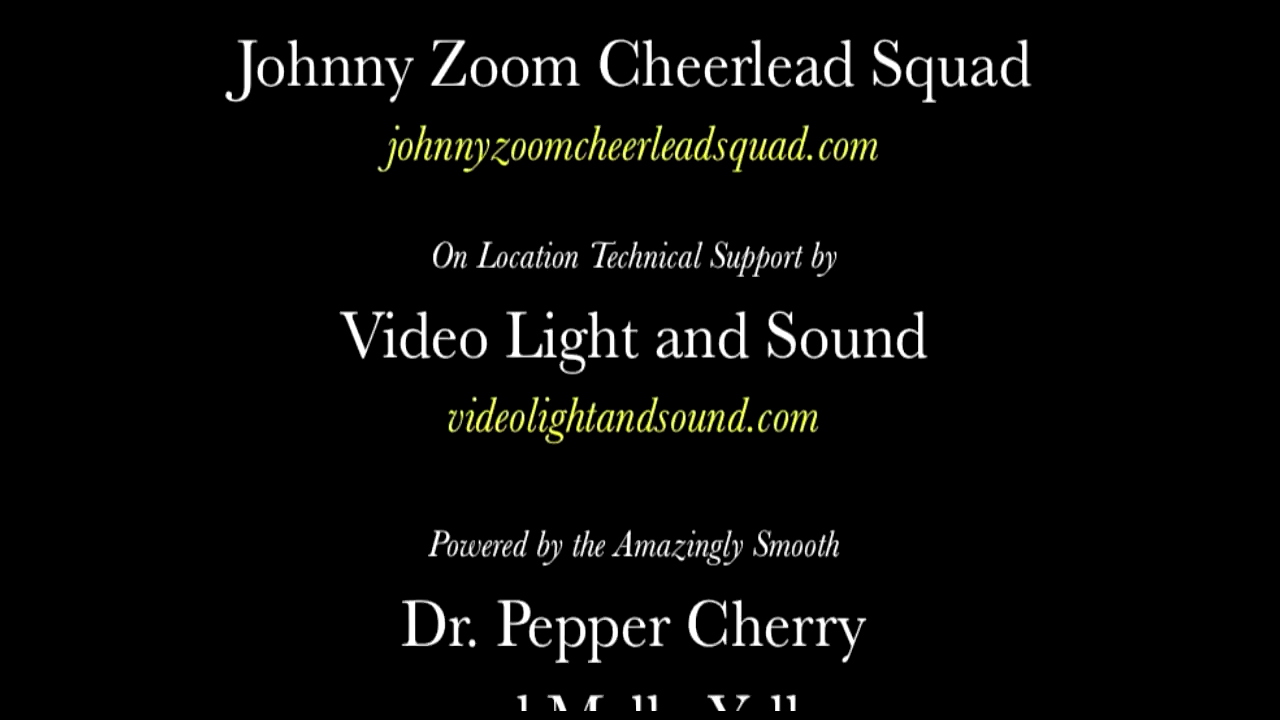 Johnny Zoom Cheerlead Squad
johnnyzoomcheerleadsquad.com
On Location Technical Support by
Video Light and Sound
videolightandsound.com
Powered by the Amazingly Smooth
Dr. Pepper Cherry